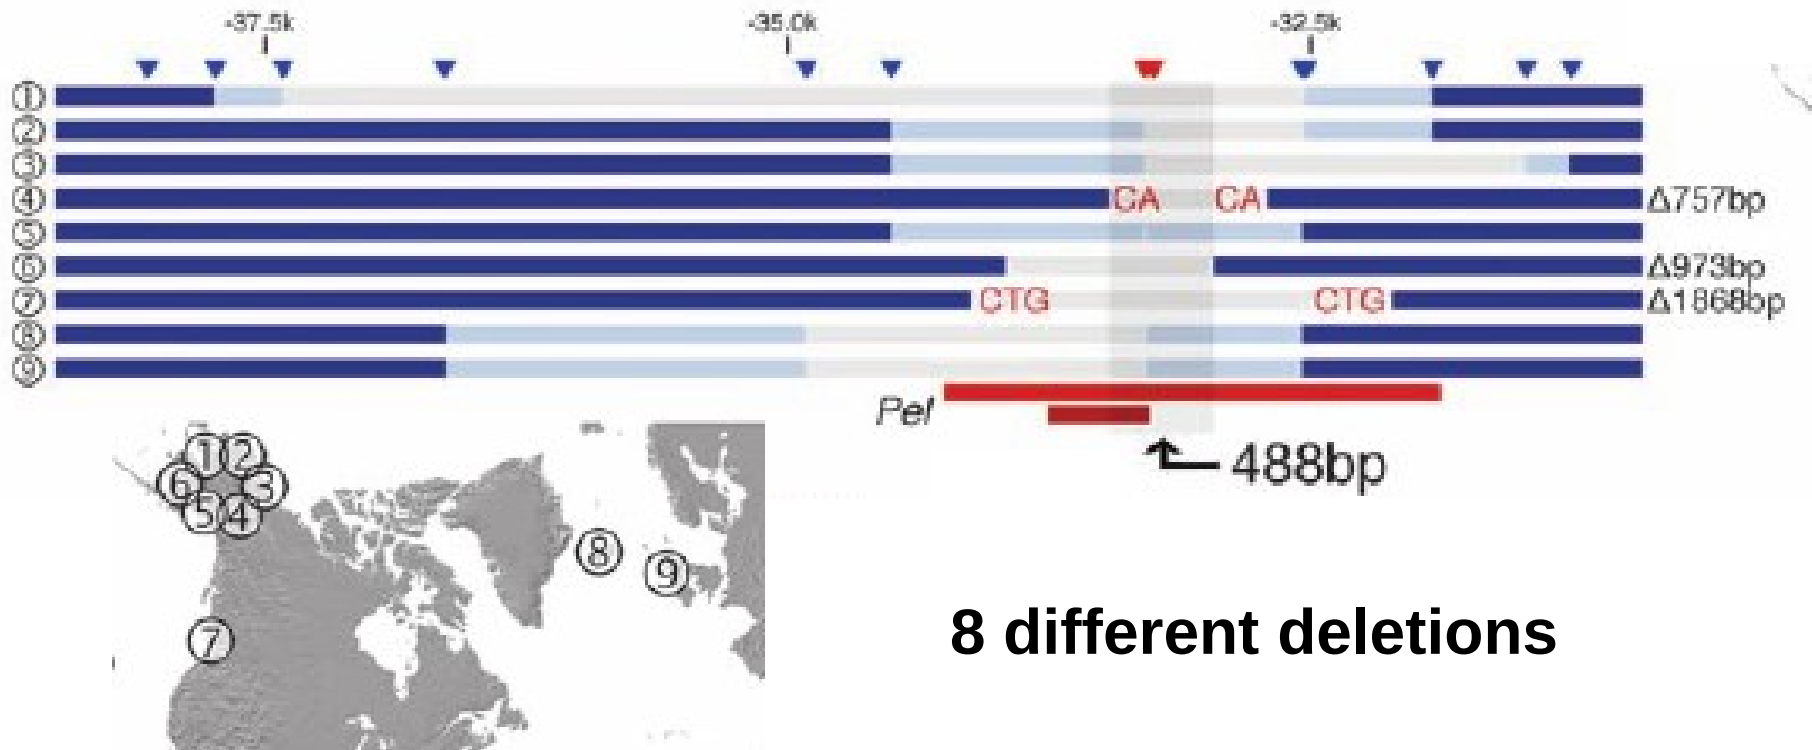 -37.5k -35.0k -32.5k
①
②
③
④ CA CA Δ757bp
⑤
⑥ Δ973bp
⑦ CTG CTG Δ1868bp
⑧
⑨
Pel
488bp
① ②
⑥ ③
⑤ ④
⑧
⑨
⑦
8 different deletions